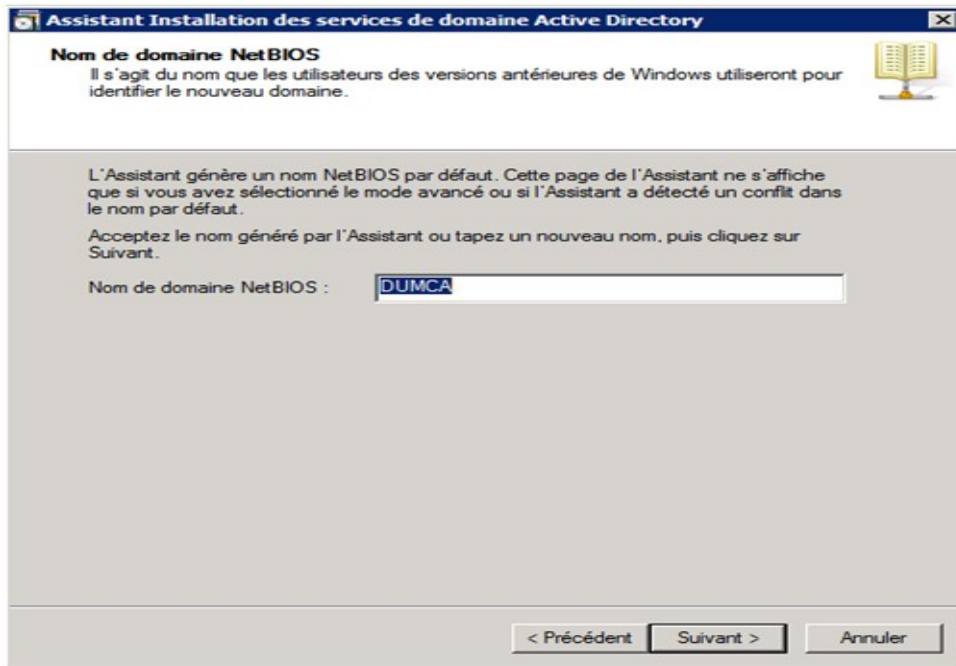 Assistant Installation des services de domaine Active Directory
Nom de domaine NetBIOS
Il s'agit du nom que les utilisateurs des versions antérieures de Windows utiliseront pour
identifier le nouveau domaine.
L'Assistant génère un nom NetBIOS par défaut. Cette page de l'Assistant ne s'affiche
que si vous avez sélectionné le mode avancé ou si l'Assistant a détecté un conflit dans
le nom par défaut.
Acceptez le nom généré par l'Assistant ou tapez un nouveau nom, puis cliquez sur
Suivant.
Nom de domaine NetBIOS : DUMCA
< Précédent Suivant > Annuler